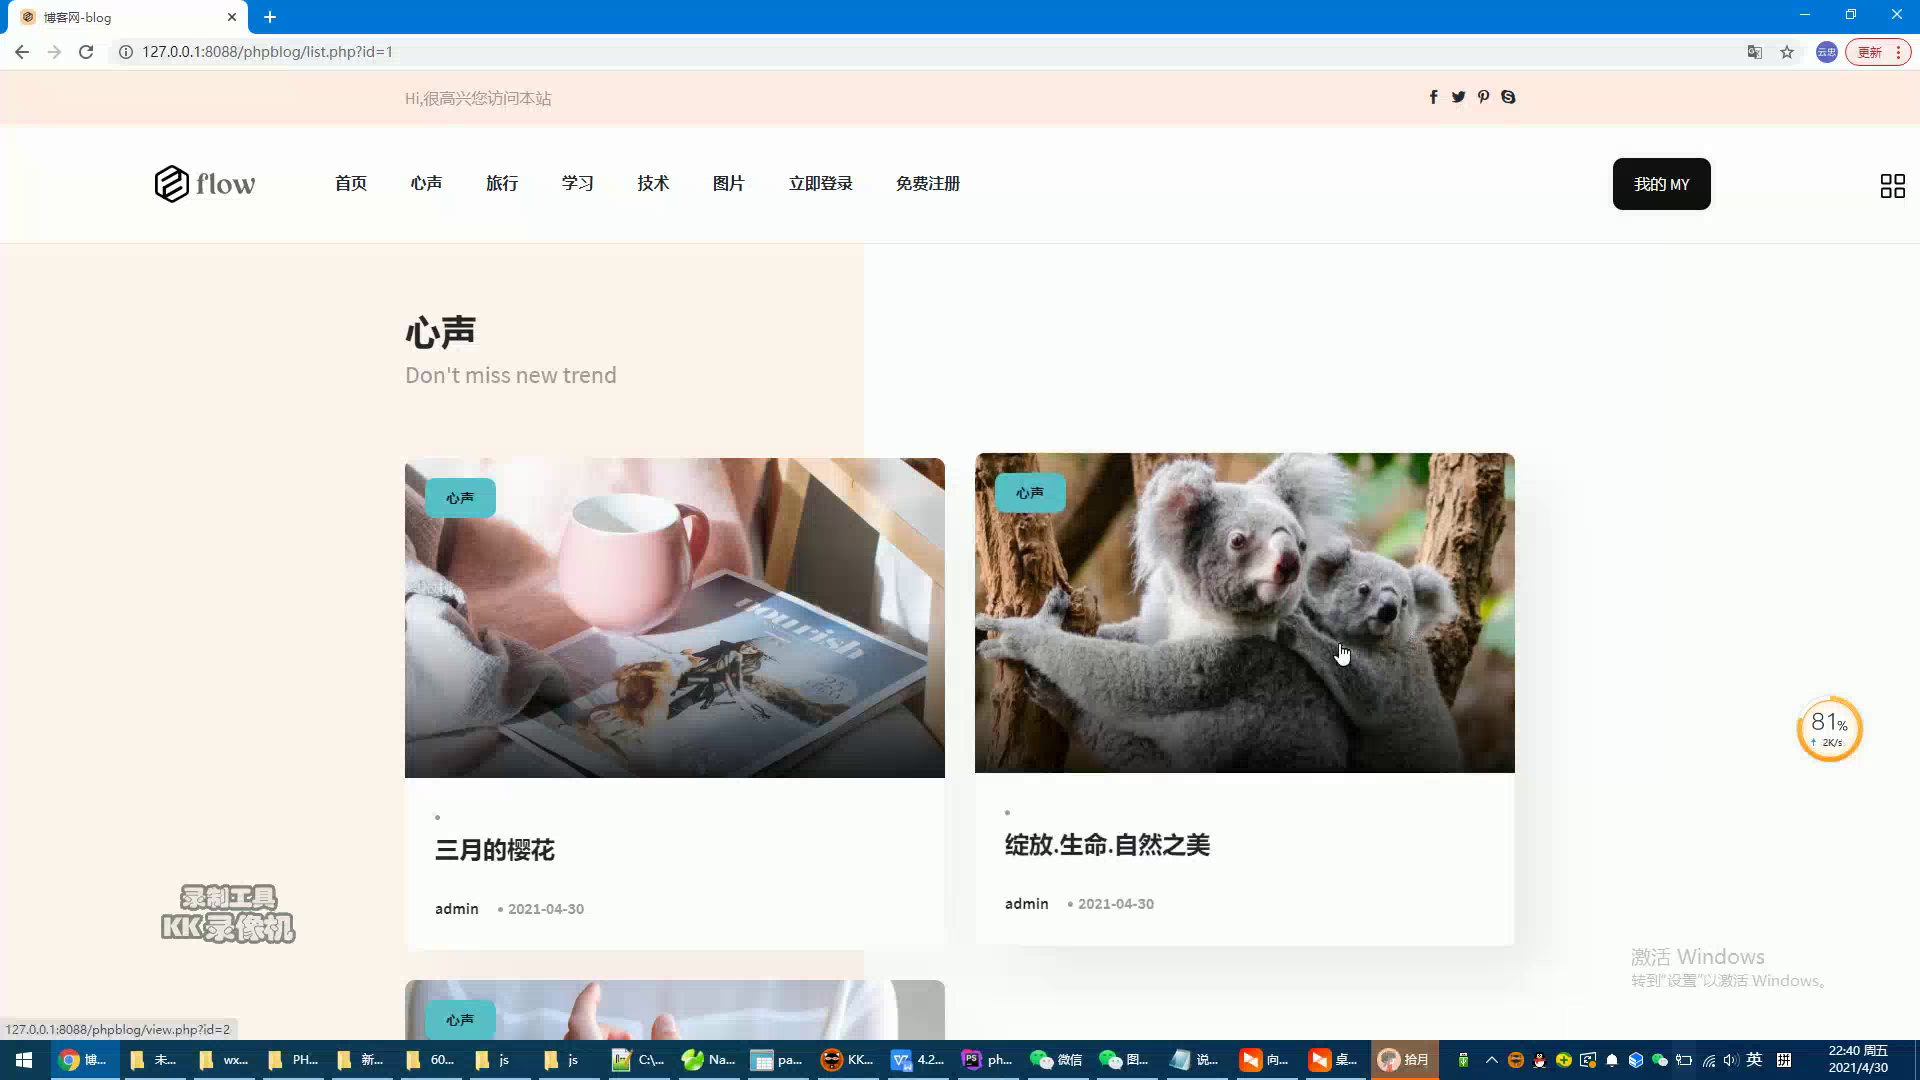 博客网-blog
127.0.0.1:8088/phpblog/list.php?id=1
云忠
更新
Hi,很高兴您访问本站
flow
首页
心声
旅行
学习
技术
图片
立即登录
免费注册
我的 MY
心声
Don't miss new trend
心声
nourish
心声
81%
2K/s
三月的樱花
绽放.生命.自然之美
admin
2021-04-30
admin
2021-04-30
录制工具
KK录像机
激活 Windows
转到"设置"以激活 Windows。
心声
127.0.0.1:8088/phpblog/view.php?id=2
博...
未...
wx...
PH...
新...
60...
js
js
C:\...
Na...
pa...
KK...
4.2...
ph...
微信
图...
说...
向...
桌...
拾月
英
拼
22:40 周五
2021/4/30